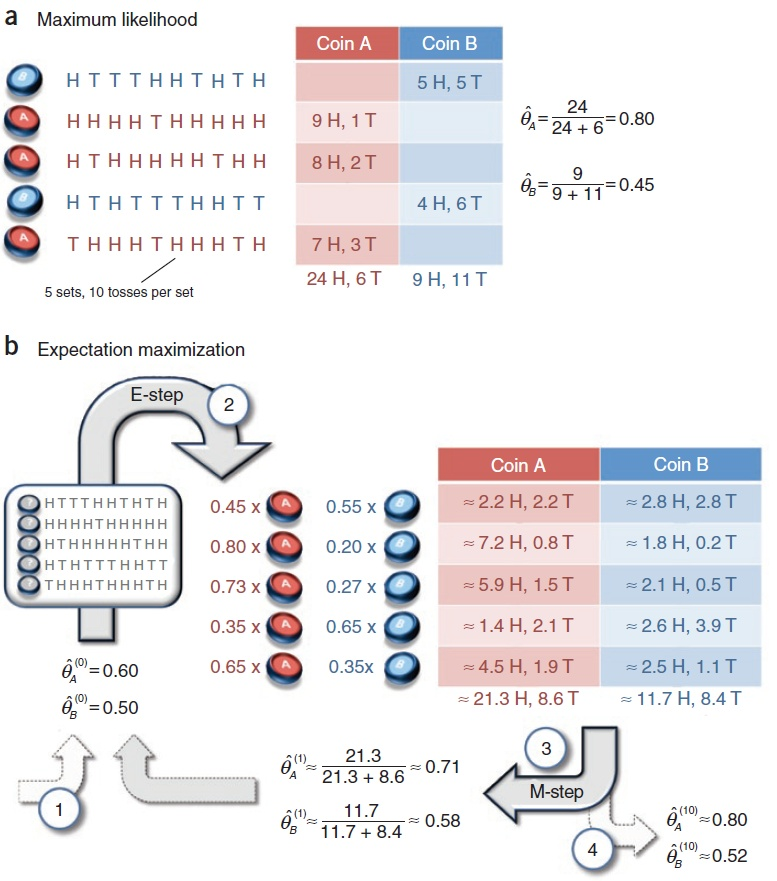 a Maximum likelihood
Coin A Coin B
B H T T T H H T H T H 5 H, 5 T
A H H H H T H H H H H 9 H, 1 T
A H T H H H H H T H H 8 H, 2 T
B H T H T T T H H T T 4 H, 6 T
A T H H H T H H H T H 7 H, 3 T
24 H, 6 T 9 H, 11 T
5 sets, 10 tosses per set
θ̂A = 24 / 24 + 6 = 0.80
θ̂B = 9 / 9 + 11 = 0.45
b Expectation maximization
E-step 2
Coin A Coin B
? H T T T H H T H T H
? H H H H T H H H H H
? H T H H H H H T H H
? H T H T T T H H T T
? T H H H T H H H T H
0.45 x A 0.55 x B ≈ 2.2 H, 2.2 T ≈ 2.8 H, 2.8 T
0.80 x A 0.20 x B ≈ 7.2 H, 0.8 T ≈ 1.8 H, 0.2 T
0.73 x A 0.27 x B ≈ 5.9 H, 1.5 T ≈ 2.1 H, 0.5 T
0.35 x A 0.65 x B ≈ 1.4 H, 2.1 T ≈ 2.6 H, 3.9 T
0.65 x A 0.35x B ≈ 4.5 H, 1.9 T ≈ 2.5 H, 1.1 T
≈ 21.3 H, 8.6 T ≈ 11.7 H, 8.4 T
θ̂A(0) = 0.60
θ̂B(0) = 0.50
1
θ̂A(1) ≈ 21.3 / 21.3 + 8.6 ≈ 0.71
θ̂B(1) ≈ 11.7 / 11.7 + 8.4 ≈ 0.58
3
M-step
4
θ̂A(10) ≈ 0.80
θ̂B(10) ≈ 0.52